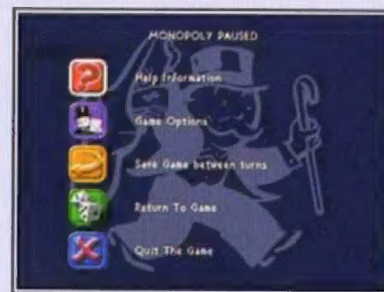 MONOPOLY PAUSED
Help Information
Game Options
Save Game between turns
Return To Game
Quit The Game